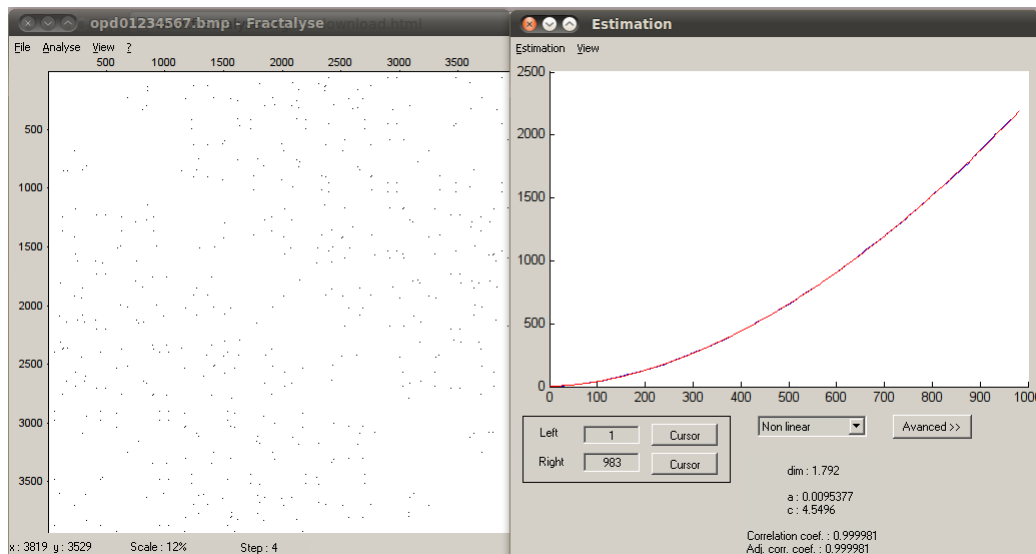 opd01234567.bmp - Fractalyse
File Analyse View ?
500 1000 1500 2000 2500 3000 3500
500
1000
1500
2000
2500
3000
3500
x : 3819 y : 3529 Scale : 12% Step : 4
Estimation
Estimation View
2500
2000
1500
1000
500
0
0 100 200 300 400 500 600 700 800 900 1000
Left 1 Cursor
Right 983 Cursor
Non linear Avanced >>
dim : 1.792
a : 0.0095377
c : 4.5496
Correlation coef. : 0.999981
Adj. corr. coef. : 0.999981